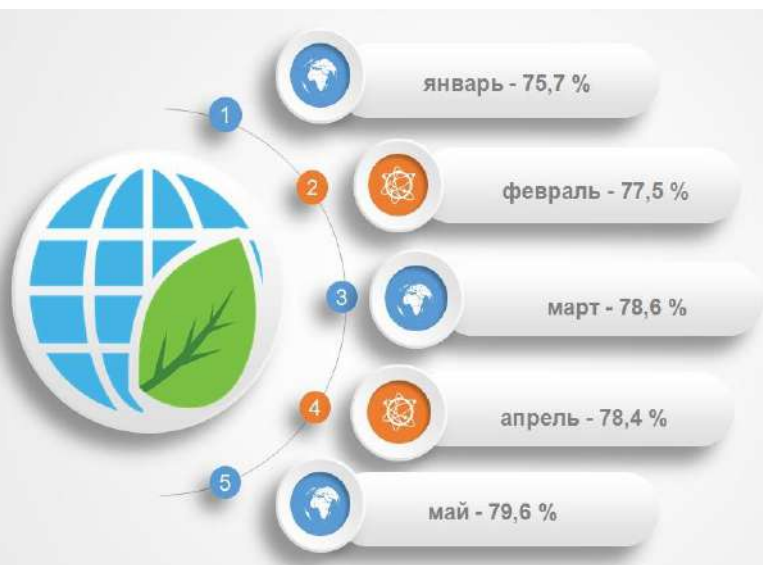 1
январь - 75,7 %
2
февраль - 77,5 %
3
март - 78,6 %
4
апрель - 78,4 %
5
май - 79,6 %